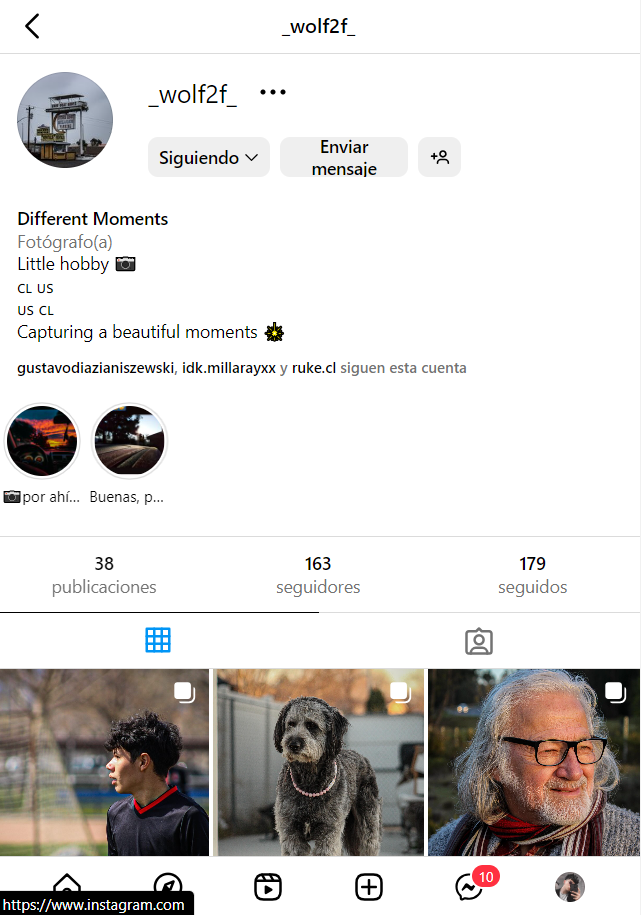 _wolf2f_
_wolf2f_
Siguiendo
Enviar
mensaje
Different Moments
Fotógrafo(a)
Little hobby 📷
CL US
US CL
Capturing a beautiful moments
gustavodiazianiszewski, idk.millarayxx y ruke.cl siguen esta cuenta
📷por ahí... Buenas, p...
38 163 179
publicaciones seguidores seguidos
10
https://www.instagram.com